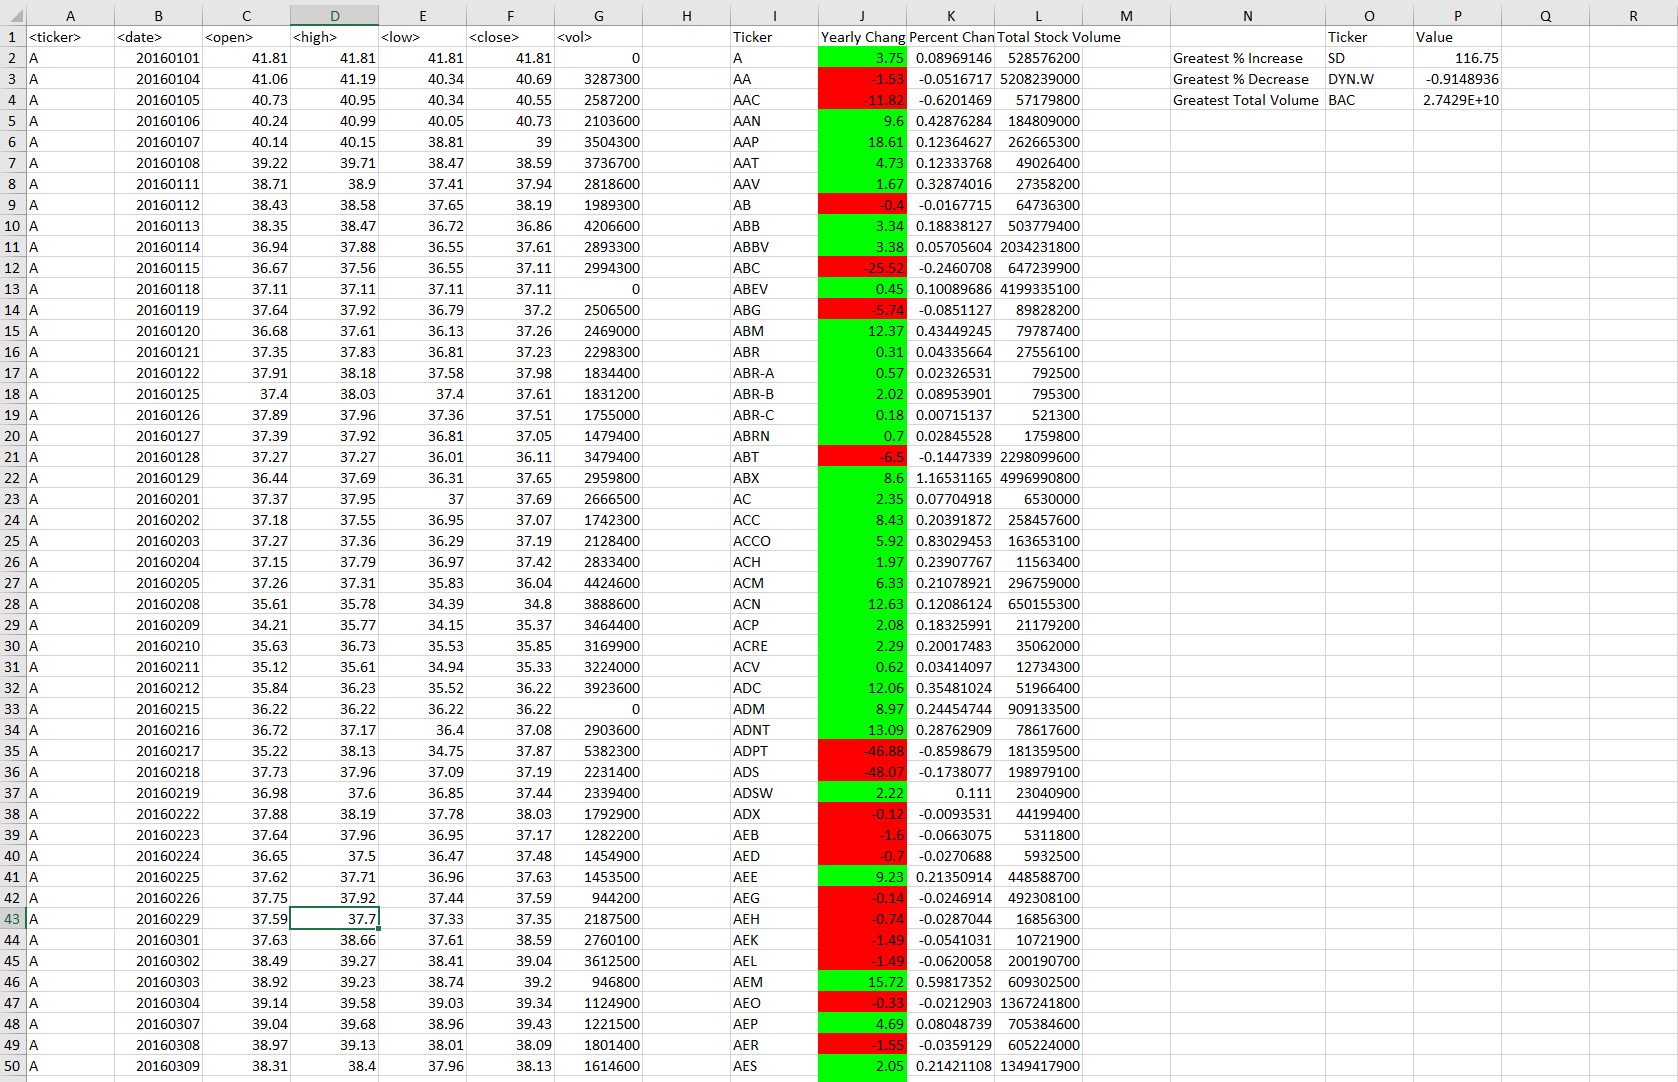 A B C D E F G H I J K L M N O P Q R
1 <ticker> <date> <open> <high> <low> <close> <vol> Ticker Yearly Chang Percent Chan Total Stock Volume Ticker Value
2 A 20160101 41.81 41.81 41.81 41.81 0 A 3.75 0.08969146 528576200 Greatest % Increase SD 116.75
3 A 20160104 41.06 41.19 40.34 40.69 3287300 AA -1.53 -0.0516717 5208239000 Greatest % Decrease DYN.W -0.9148936
4 A 20160105 40.73 40.95 40.34 40.55 2587200 AAC -11.82 -0.6201469 57179800 Greatest Total Volume BAC 2.7429E+10
5 A 20160106 40.24 40.99 40.05 40.73 2103600 AAN 9.6 0.42876284 184809000
6 A 20160107 40.14 40.15 38.81 39 3504300 AAP 18.61 0.12364627 262665300
7 A 20160108 39.22 39.71 38.47 38.59 3736700 AAT 4.73 0.12333768 49026400
8 A 20160111 38.71 38.9 37.41 37.94 2818600 AAV 1.67 0.32874016 27358200
9 A 20160112 38.43 38.58 37.65 38.19 1989300 AB -0.4 -0.0167715 64736300
10 A 20160113 38.35 38.47 36.72 36.86 4206600 ABB 3.34 0.18838127 503779400
11 A 20160114 36.94 37.88 36.55 37.61 2893300 ABBV 3.38 0.05705604 2034231800
12 A 20160115 36.67 37.56 36.55 37.11 2994300 ABC -25.52 -0.2460708 647239900
13 A 20160118 37.11 37.11 37.11 37.11 0 ABEV 0.45 0.10089686 4199335100
14 A 20160119 37.64 37.92 36.79 37.2 2506500 ABG -5.74 -0.0851127 89828200
15 A 20160120 36.68 37.61 36.13 37.26 2469000 ABM 12.37 0.43449245 79787400
16 A 20160121 37.35 37.83 36.81 37.23 2298300 ABR 0.31 0.04335664 27556100
17 A 20160122 37.91 38.18 37.58 37.98 1834400 ABR-A 0.57 0.02326531 792500
18 A 20160125 37.4 38.03 37.4 37.61 1831200 ABR-B 2.02 0.08953901 795300
19 A 20160126 37.89 37.96 37.36 37.51 1755000 ABR-C 0.18 0.00715137 521300
20 A 20160127 37.39 37.92 36.81 37.05 1479400 ABRN 0.7 0.02845528 1759800
21 A 20160128 37.27 37.27 36.01 36.11 3479400 ABT -6.5 -0.1447339 2298099600
22 A 20160129 36.44 37.69 36.31 37.65 2959800 ABX 8.6 1.16531165 4996990800
23 A 20160201 37.37 37.95 37 37.69 2666500 AC 2.35 0.07704918 6530000
24 A 20160202 37.18 37.55 36.95 37.07 1742300 ACC 8.43 0.20391872 258457600
25 A 20160203 37.27 37.36 36.29 37.19 2128400 ACCO 5.92 0.83029453 163653100
26 A 20160204 37.15 37.79 36.97 37.42 2833400 ACH 1.97 0.23907767 11563400
27 A 20160205 37.26 37.31 35.83 36.04 4424600 ACM 6.33 0.21078921 296759000
28 A 20160208 35.61 35.78 34.39 34.8 3888600 ACN 12.63 0.12086124 650155300
29 A 20160209 34.21 35.77 34.15 35.37 3464400 ACP 2.08 0.18325991 21179200
30 A 20160210 35.63 36.73 35.53 35.85 3169900 ACRE 2.29 0.20017483 35062000
31 A 20160211 35.12 35.61 34.94 35.33 3224000 ACV 0.62 0.03414097 12734300
32 A 20160212 35.84 36.23 35.52 36.22 3923600 ADC 12.06 0.35481024 51966400
33 A 20160215 36.22 36.22 36.22 36.22 0 ADM 8.97 0.24454744 909133500
34 A 20160216 36.72 37.17 36.4 37.08 2903600 ADNT 13.09 0.28762909 78617600
35 A 20160217 35.22 38.13 34.75 37.87 5382300 ADPT -46.88 -0.8598679 181359500
36 A 20160218 37.73 37.96 37.09 37.19 2231400 ADS -48.07 -0.1738077 198979100
37 A 20160219 36.98 37.6 36.85 37.44 2339400 ADSW 2.22 0.111 23040900
38 A 20160222 37.88 38.19 37.78 38.03 1792900 ADX -0.12 -0.0093531 44199400
39 A 20160223 37.64 37.96 36.95 37.17 1282200 AEB -1.6 -0.0663075 5311800
40 A 20160224 36.65 37.5 36.47 37.48 1454900 AED -0.7 -0.0270688 5932500
41 A 20160225 37.62 37.71 36.96 37.63 1453500 AEE 9.23 0.21350914 448588700
42 A 20160226 37.75 37.92 37.44 37.59 944200 AEG -0.14 -0.0246914 492308100
43 A 20160229 37.59 37.7 37.33 37.35 2187500 AEH -0.74 -0.0287044 16856300
44 A 20160301 37.63 38.66 37.61 38.59 2760100 AEK -1.49 -0.0541031 10721900
45 A 20160302 38.49 39.27 38.41 39.04 3612500 AEL -1.49 -0.0620058 200190700
46 A 20160303 38.92 39.23 38.74 39.2 946800 AEM 15.72 0.59817352 609302500
47 A 20160304 39.14 39.58 39.03 39.34 1124900 AEO -0.33 -0.0212903 1367241800
48 A 20160307 39.04 39.68 38.96 39.43 1221500 AEP 4.69 0.08048739 705384600
49 A 20160308 38.97 39.13 38.01 38.09 1801400 AER -1.55 -0.0359129 605224000
50 A 20160309 38.31 38.4 37.96 38.13 1614600 AES 2.05 0.21421108 1349417900